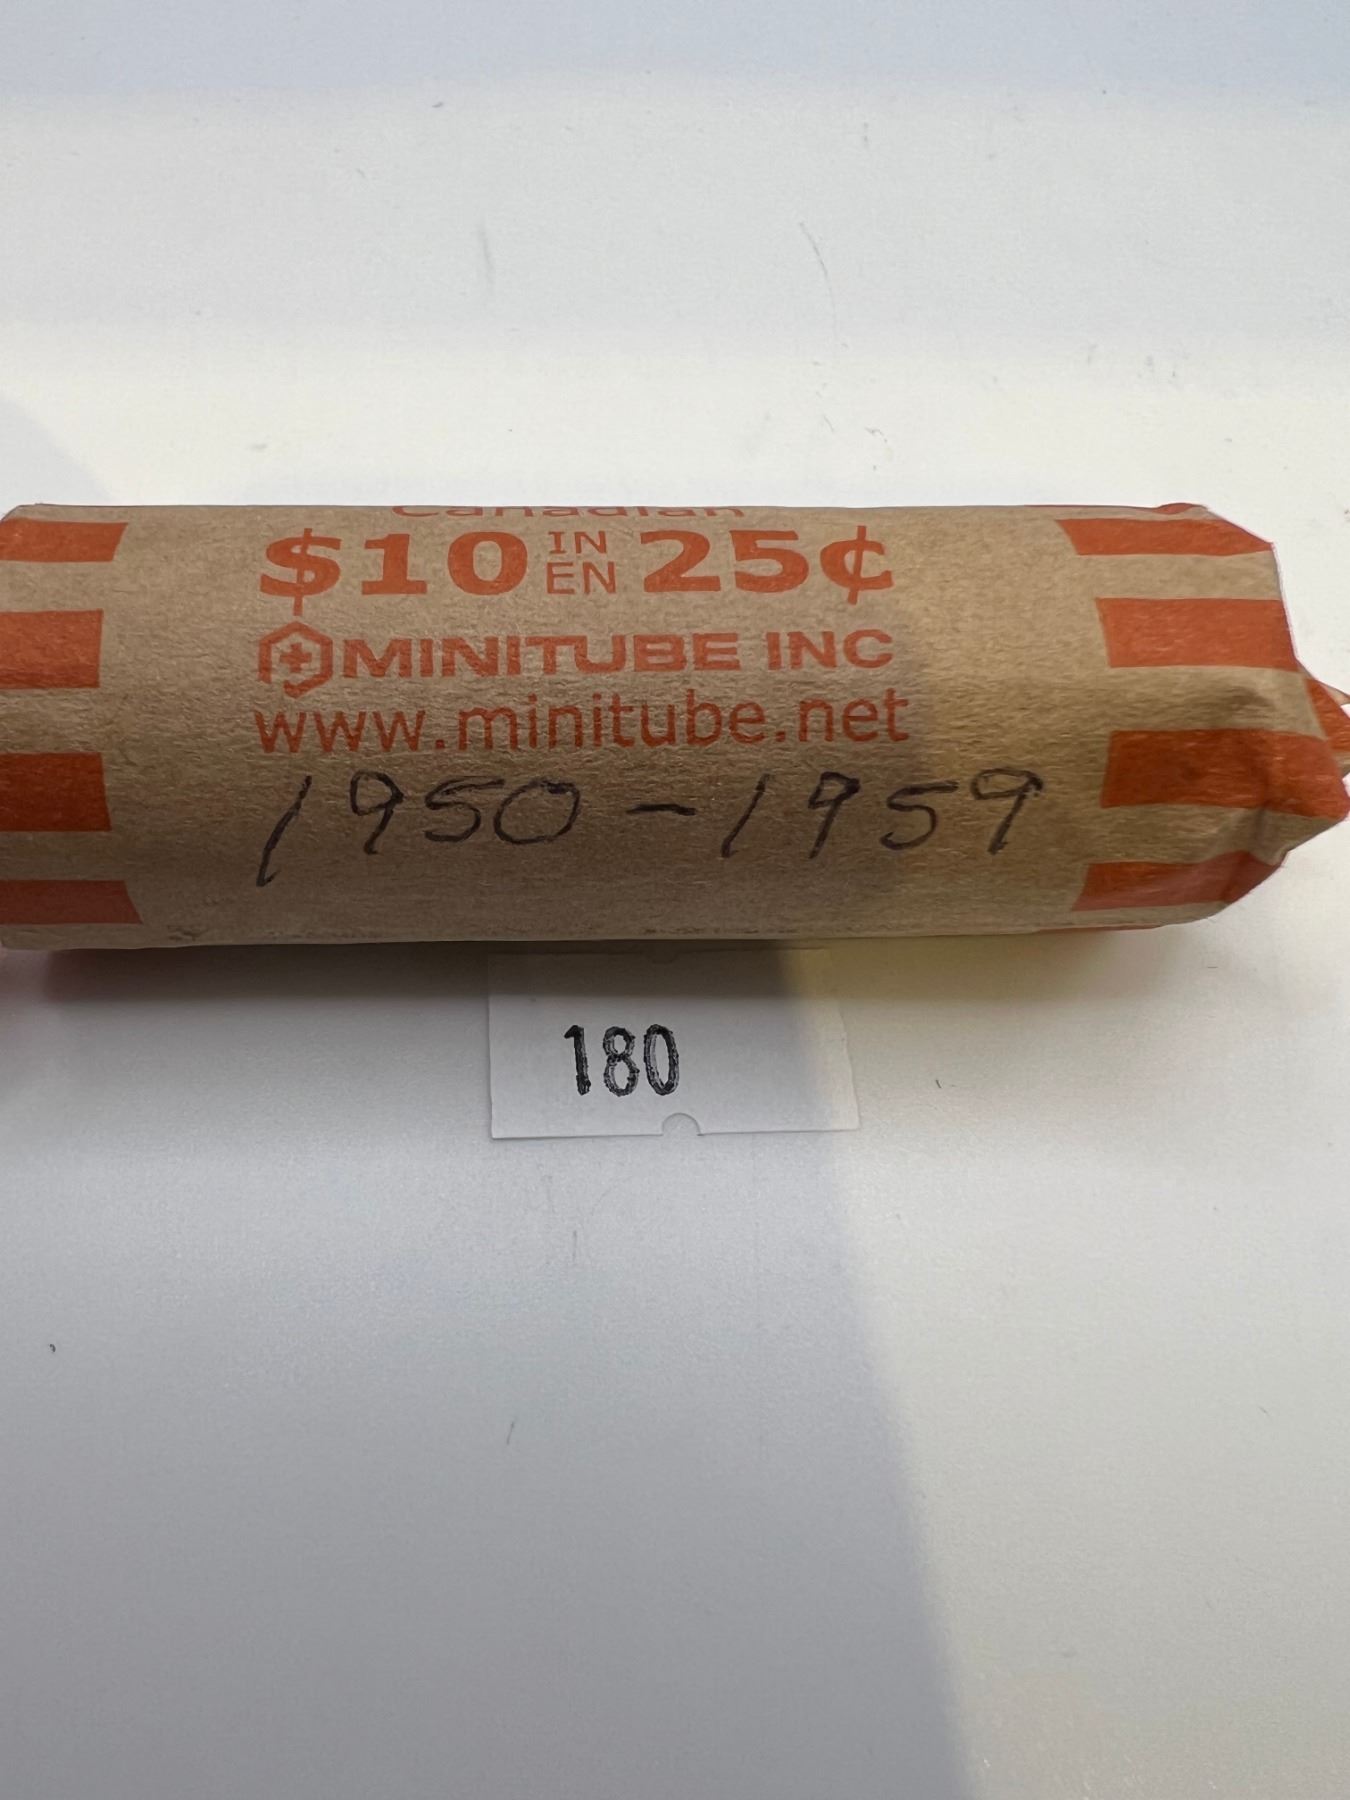 Canadian
$10 IN EN 25¢
MINITUBE INC
www.minitube.net
1950-1959
180